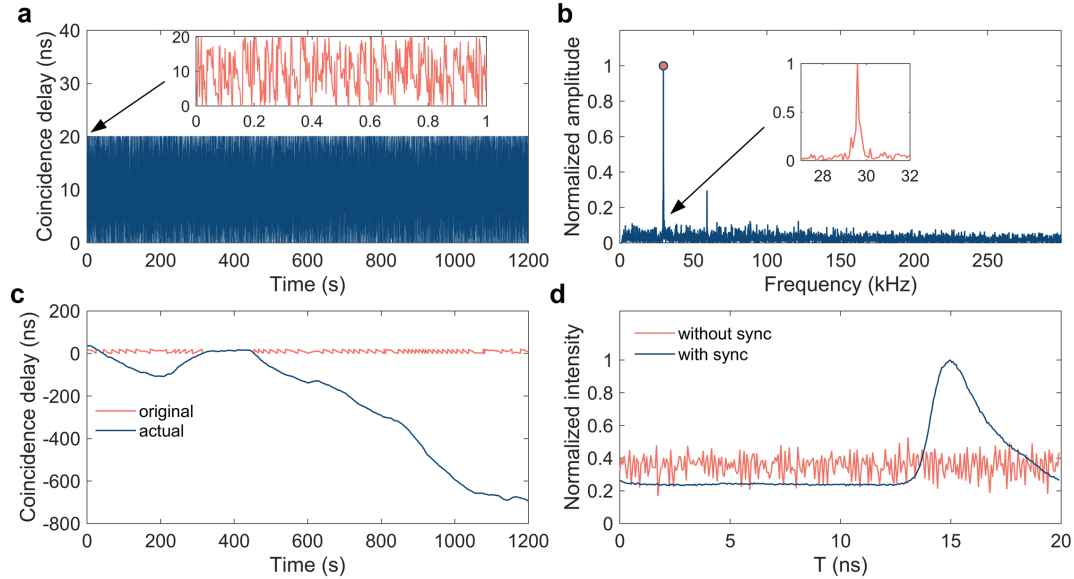 a
Coincidence delay (ns)
40
30
20
10
0
20
10
0
0 0.2 0.4 0.6 0.8 1
0 200 400 600 800 1000 1200
Time (s)
b
Normalized amplitude
1
0.8
0.6
0.4
0.2
0
1
0.5
0
28 30 32
0 50 100 150 200 250
Frequency (kHz)
c
Coincidence delay (ns)
200
0
-200
-400
-600
-800
original
actual
0 200 400 600 800 1000 1200
Time (s)
d
Normalized intensity
1
0.8
0.6
0.4
0.2
0
without sync
with sync
0 5 10 15 20
T (ns)